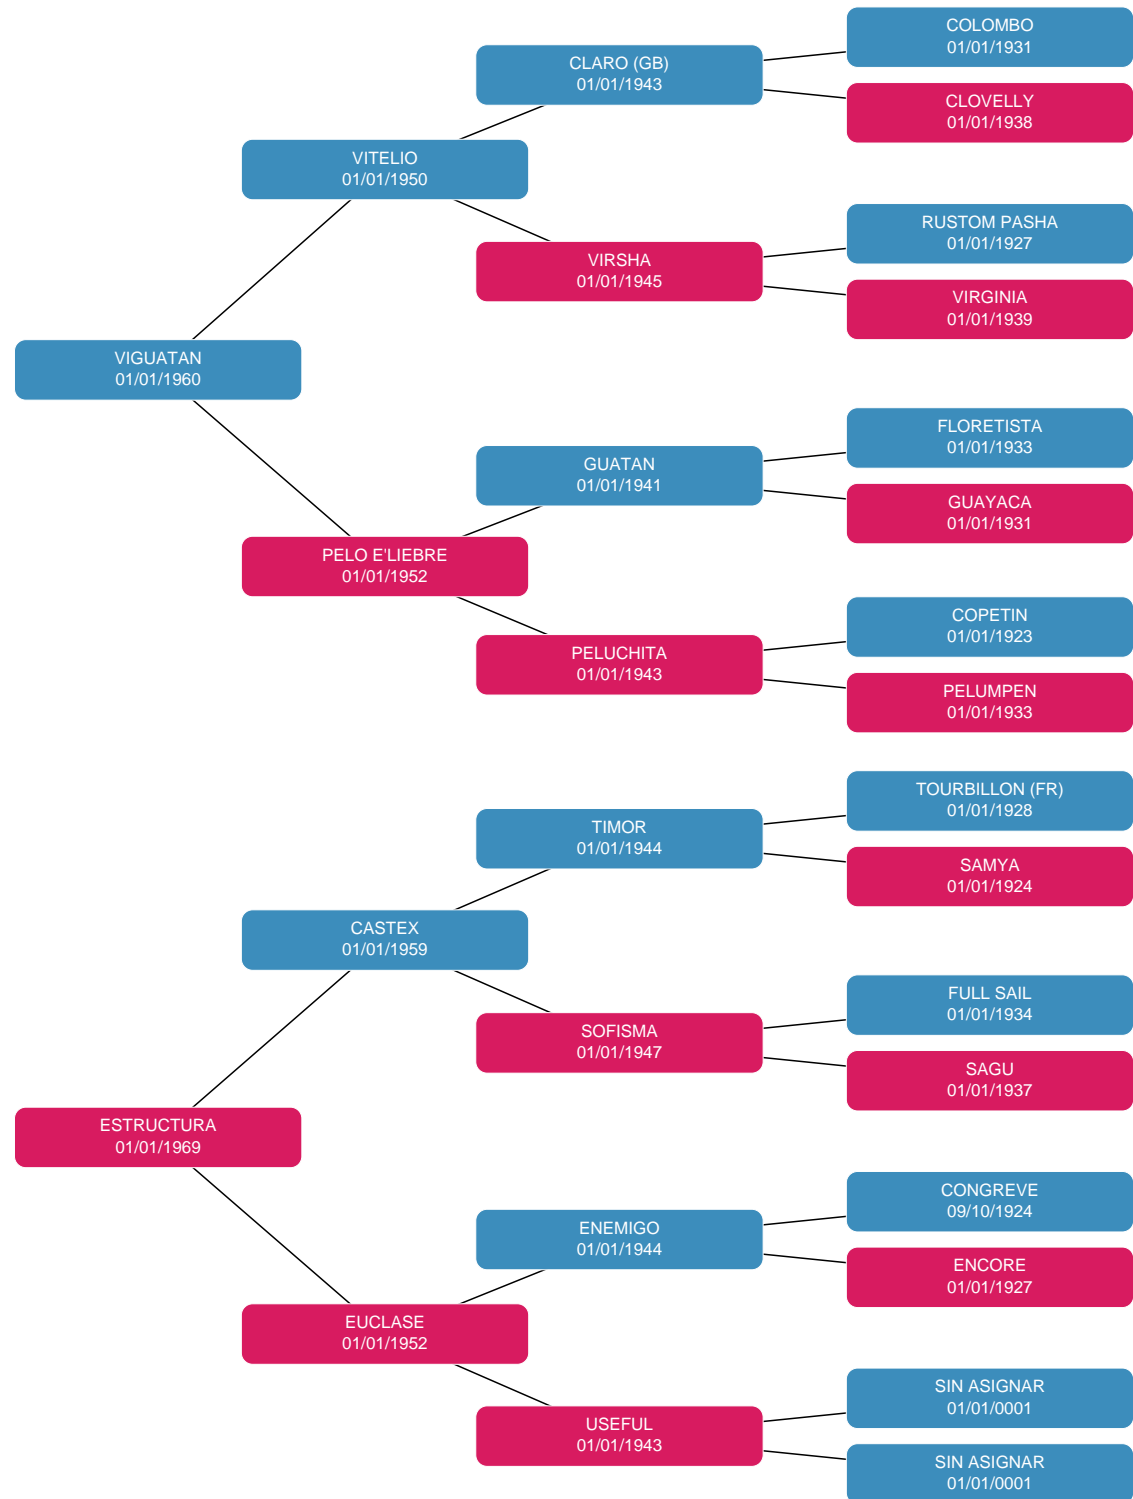 COLOMBO
01/01/1931
CLARO (GB)
01/01/1943
CLOVELLY
01/01/1938
VITELIO
01/01/1950
RUSTOM PASHA
01/01/1927
VIRSHA
01/01/1945
VIRGINIA
01/01/1939
VIGUATAN
01/01/1960
FLORETISTA
01/01/1933
GUATAN
01/01/1941
GUAYACA
01/01/1931
PELO E'LIEBRE
01/01/1952
COPETIN
01/01/1923
PELUCHITA
01/01/1943
PELUMPEN
01/01/1933
TOURBILLON (FR)
01/01/1928
TIMOR
01/01/1944
SAMYA
01/01/1924
CASTEX
01/01/1959
FULL SAIL
01/01/1934
SOFISMA
01/01/1947
SAGU
01/01/1937
ESTRUCTURA
01/01/1969
CONGREVE
09/10/1924
ENEMIGO
01/01/1944
ENCORE
01/01/1927
EUCLASE
01/01/1952
SIN ASIGNAR
01/01/0001
USEFUL
01/01/1943
SIN ASIGNAR
01/01/0001